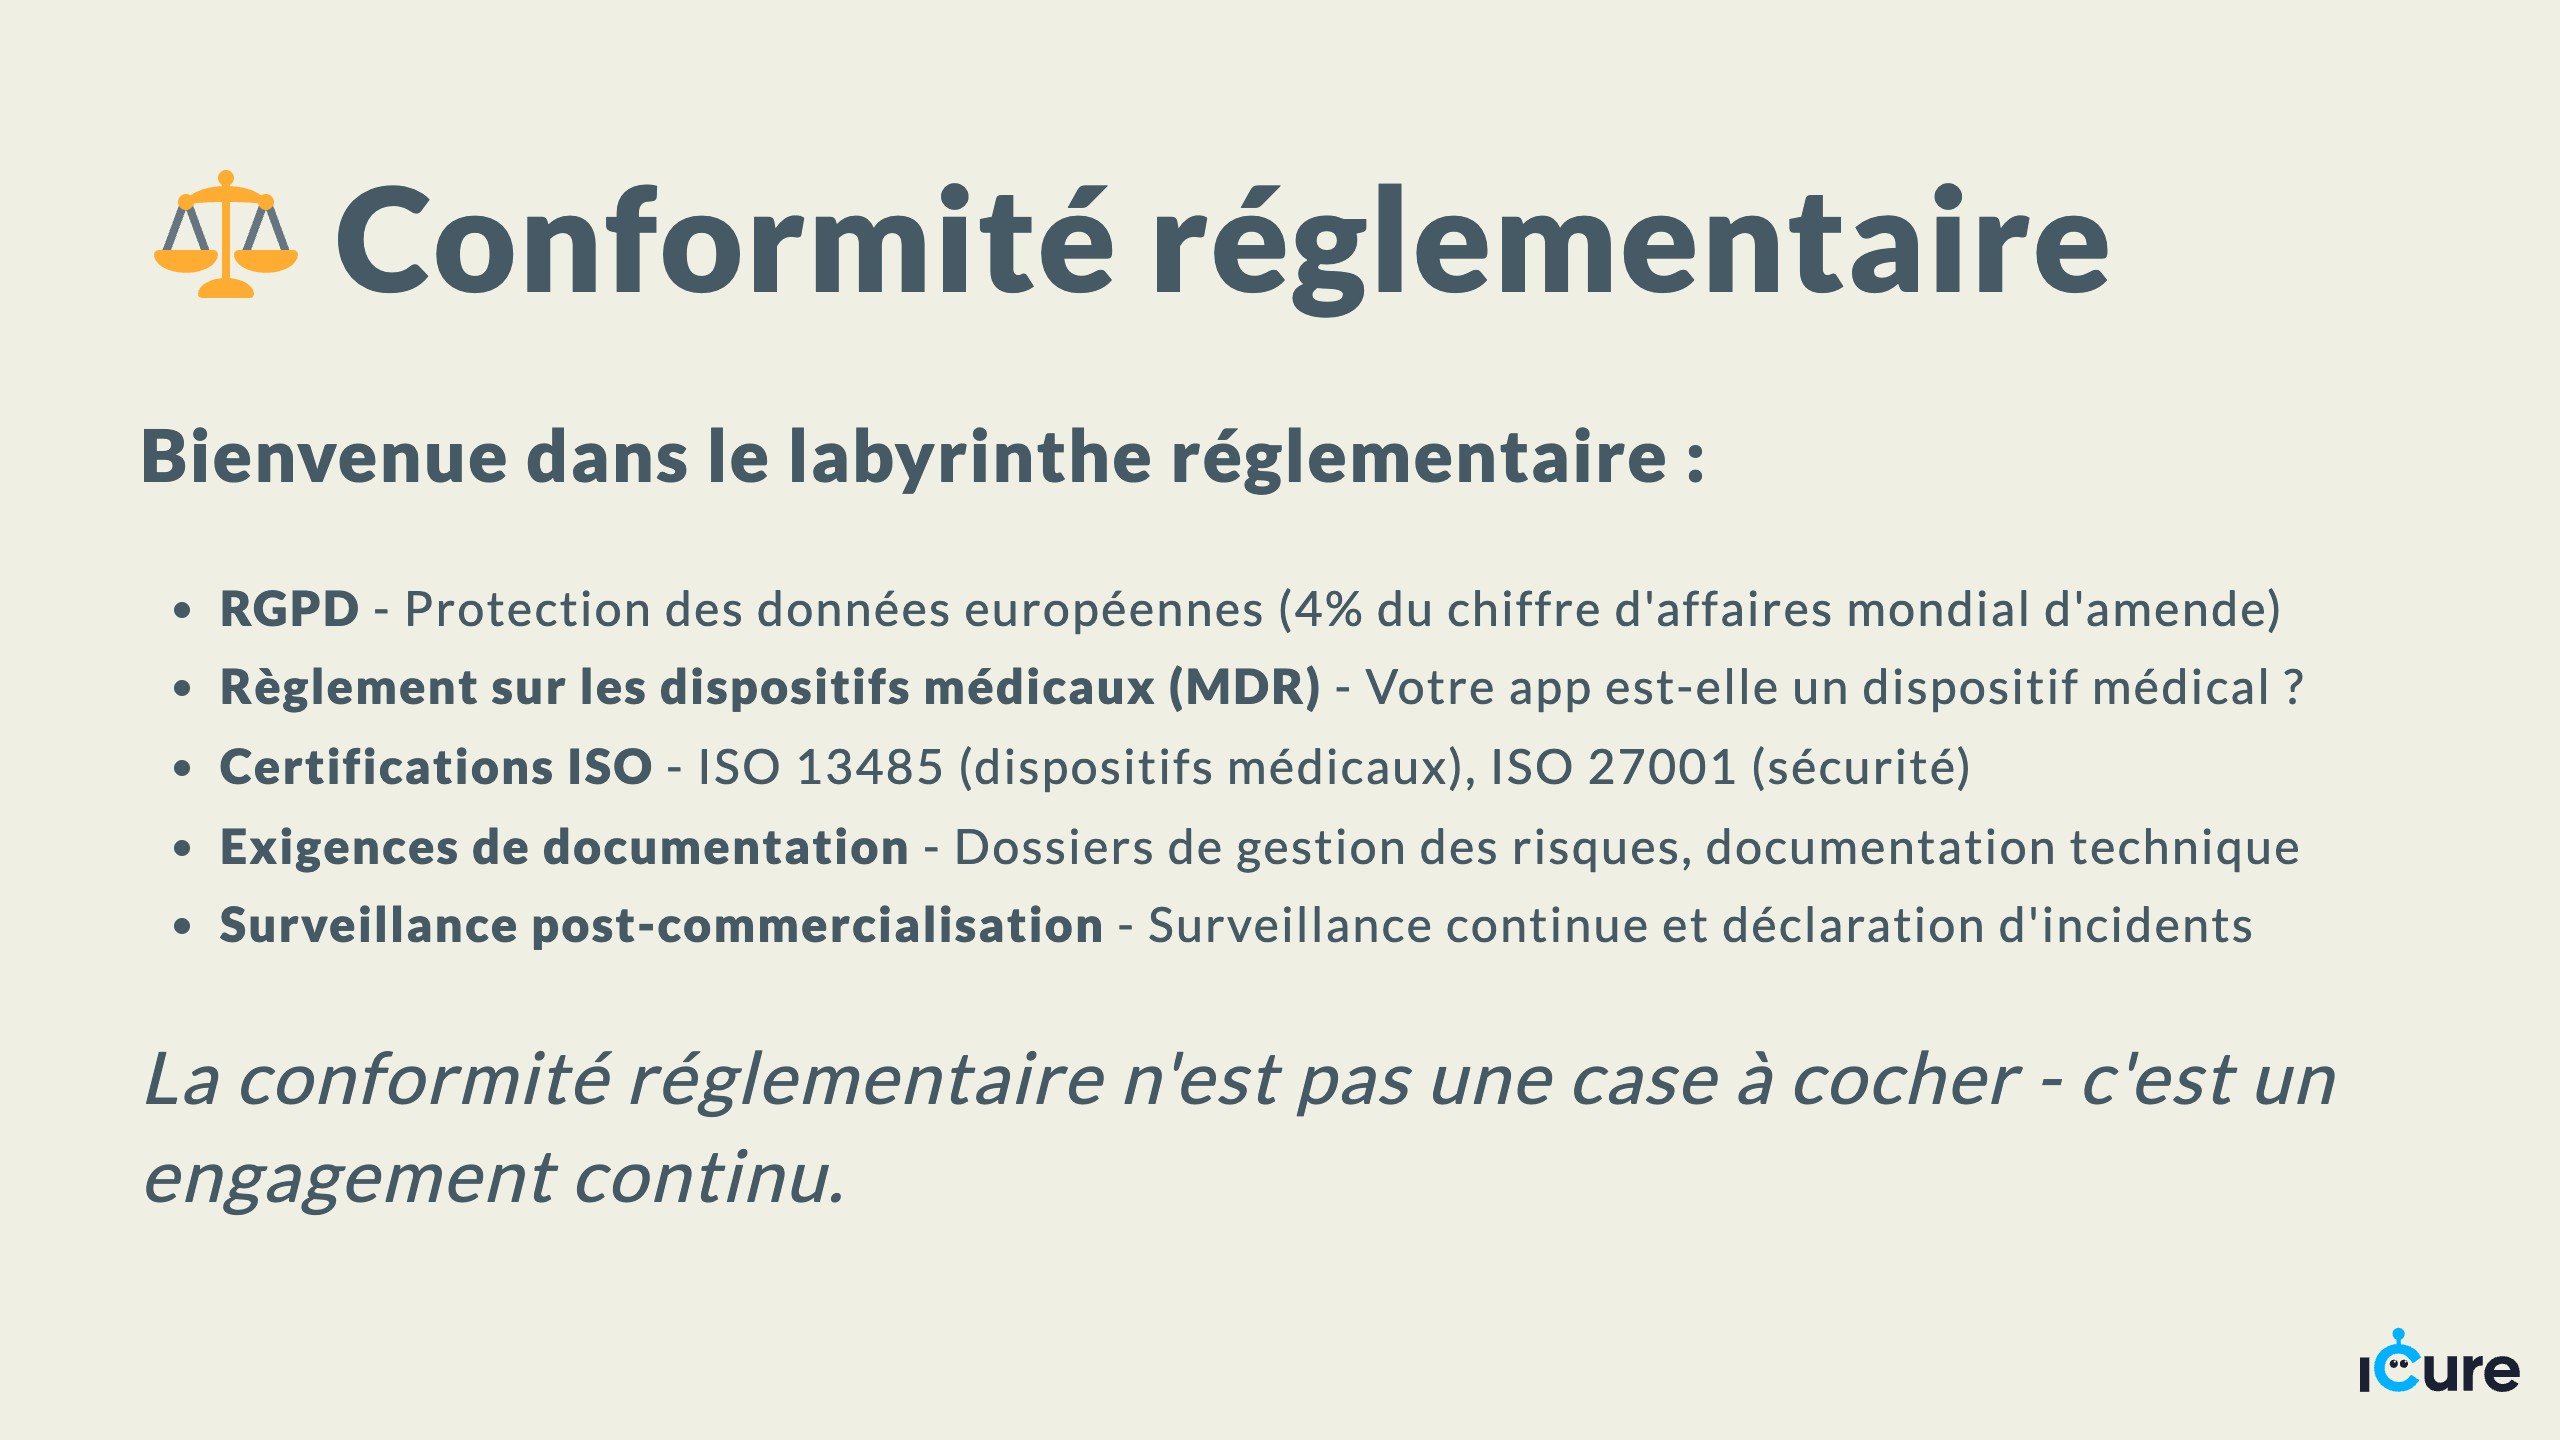 Conformité réglementaire
Bienvenue dans le labyrinthe réglementaire :
• RGPD - Protection des données européennes (4% du chiffre d'affaires mondial d'amende)
• Règlement sur les dispositifs médicaux (MDR) - Votre app est-elle un dispositif médical ?
• Certifications ISO - ISO 13485 (dispositifs médicaux), ISO 27001 (sécurité)
• Exigences de documentation - Dossiers de gestion des risques, documentation technique
• Surveillance post-commercialisation - Surveillance continue et déclaration d'incidents
La conformité réglementaire n'est pas une case à cocher - c'est un
engagement continu.
iCure